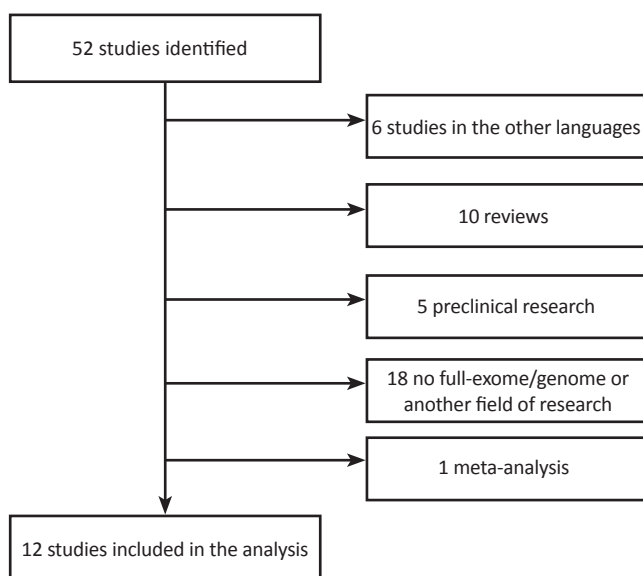 52 studies identified
6 studies in the other languages
10 reviews
5 preclinical research
18 no full-exome/genome or
another field of research
1 meta-analysis
12 studies included in the analysis